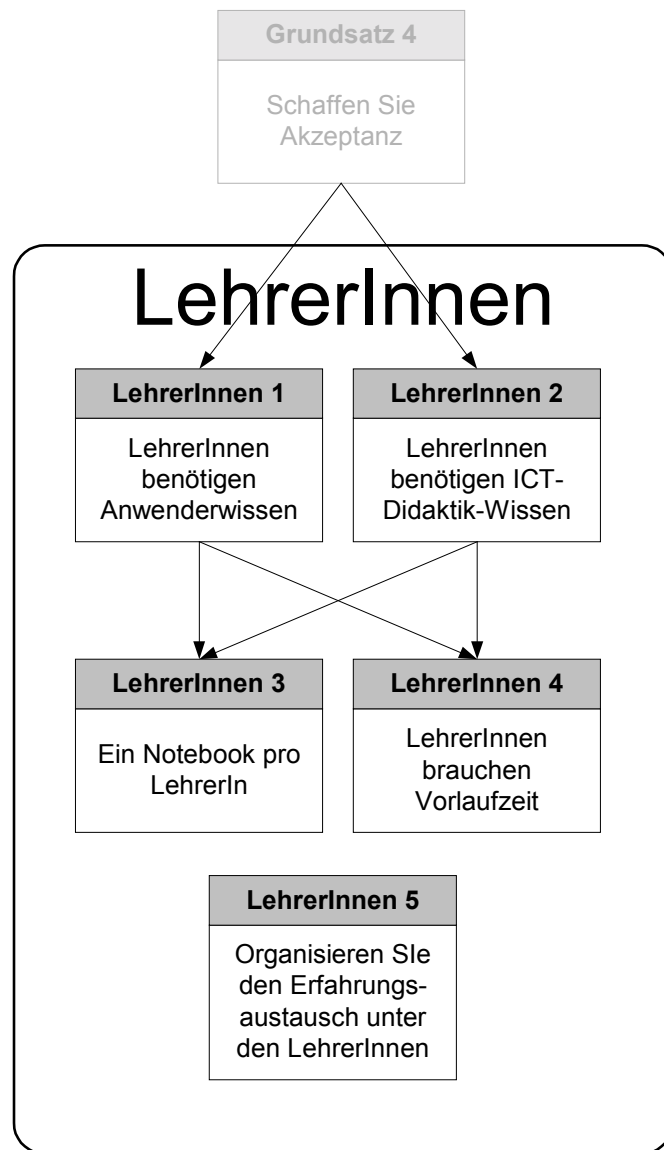 Grundsatz 4
Schaffen Sie
Akzeptanz
LehrerInnen
LehrerInnen 1
LehrerInnen
benötigen
Anwenderwissen
LehrerInnen 2
LehrerInnen
benötigen ICT-
Didaktik-Wissen
LehrerInnen 3
Ein Notebook pro
LehrerIn
LehrerInnen 4
LehrerInnen
brauchen
Vorlaufzeit
LehrerInnen 5
Organisieren SIe
den Erfahrungs-
austausch unter
den LehrerInnen